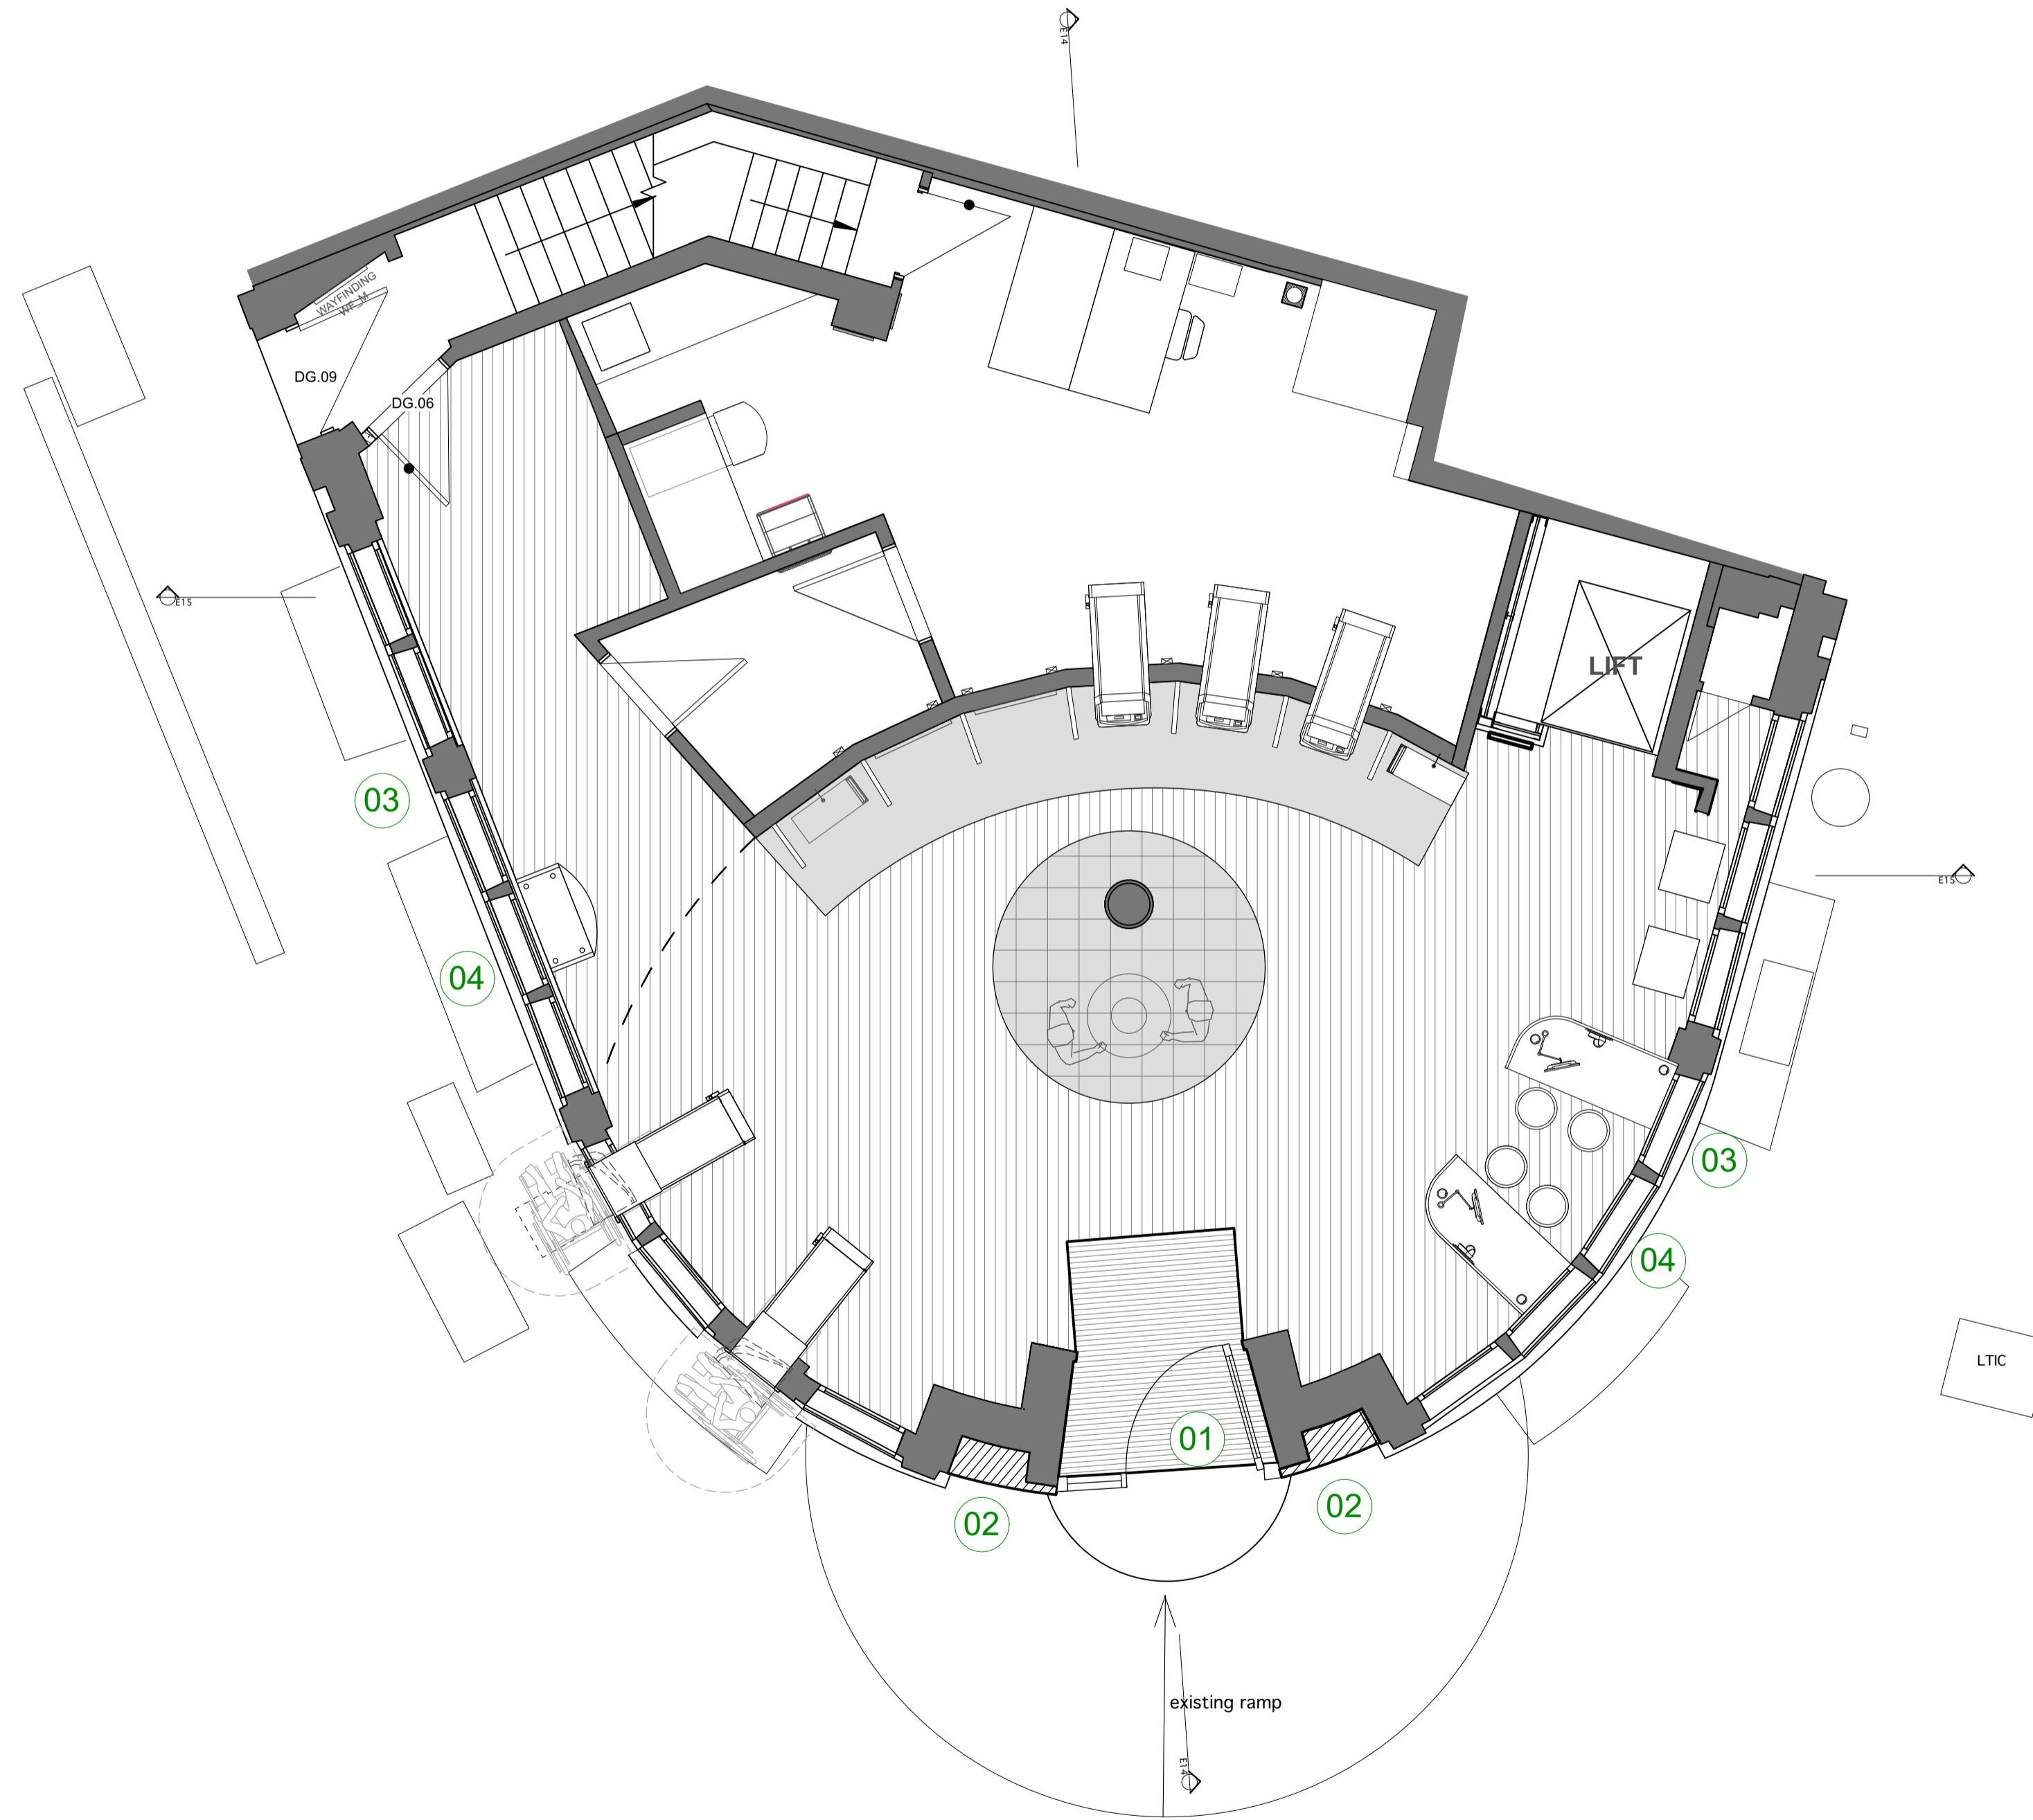 E14
WAYFINDING
WF_M
DG.09
DG.06
E15
LIFT
03
04
E15
03
04
LTIC
01
02
02
existing ramp
E14